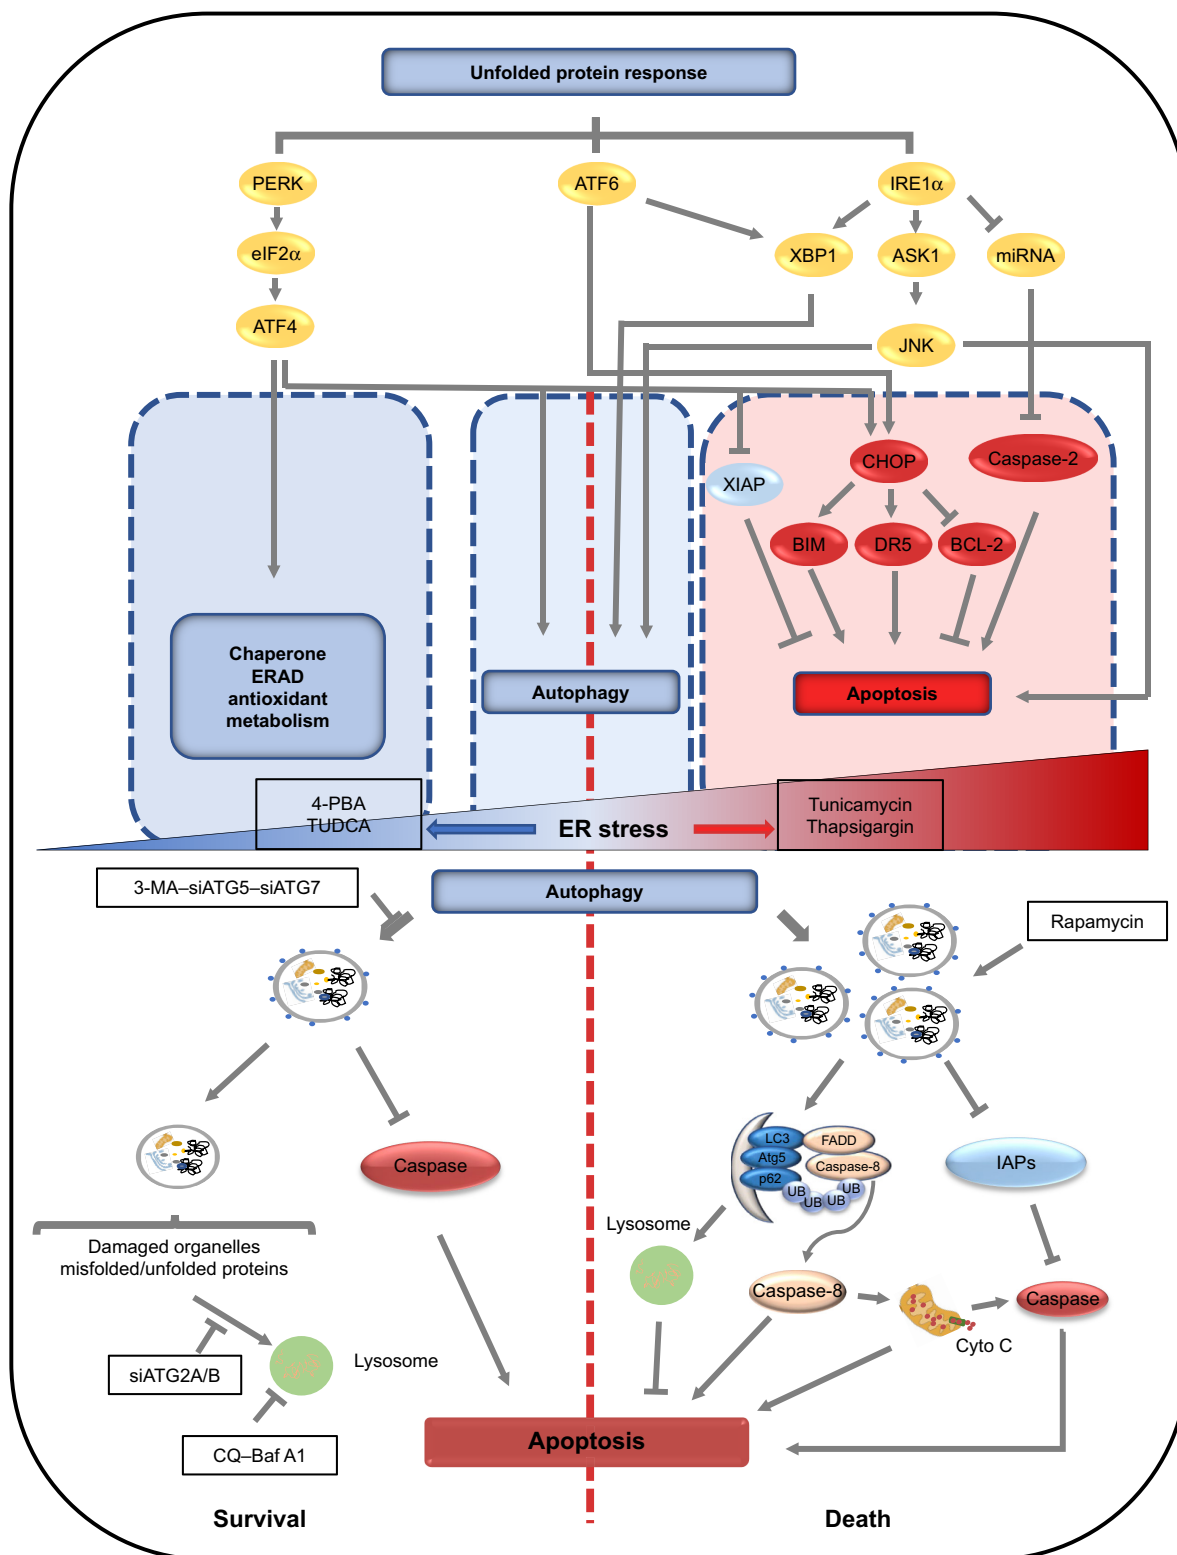 Unfolded protein response
PERK
ATF6
IRE1α
eIF2α
XBP1
ASK1
miRNA
ATF4
JNK
CHOP
Caspase-2
XIAP
BIM
DR5
BCL-2
Chaperone
ERAD
antioxidant
metabolism
Autophagy
Apoptosis
4-PBA
TUDCA
ER stress
Tunicamycin
Thapsigargin
3-MA–siATG5–siATG7
Autophagy
Rapamycin
LC3
FADD
Atg5
Caspase-8
p62
UB
UB
UB
UB
Caspase
IAPs
Lysosome
Damaged organelles
misfolded/unfolded proteins
Caspase-8
Caspase
Cyto C
Lysosome
siATG2A/B
CQ–Baf A1
Apoptosis
Survival
Death